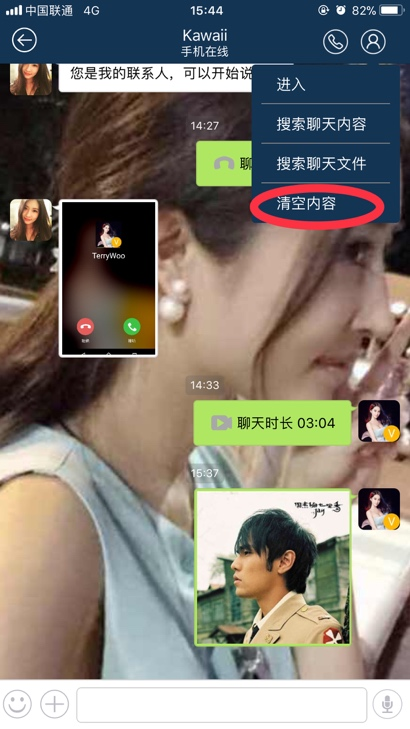 中国联通 4G 15:44 82%
Kawaii
手机在线
您是我的联系人，可以开始说
进入
搜索聊天内容
搜索聊天文件
清空内容
14:27
聊
TerryWoo
14:33
聊天时长 03:04
15:37